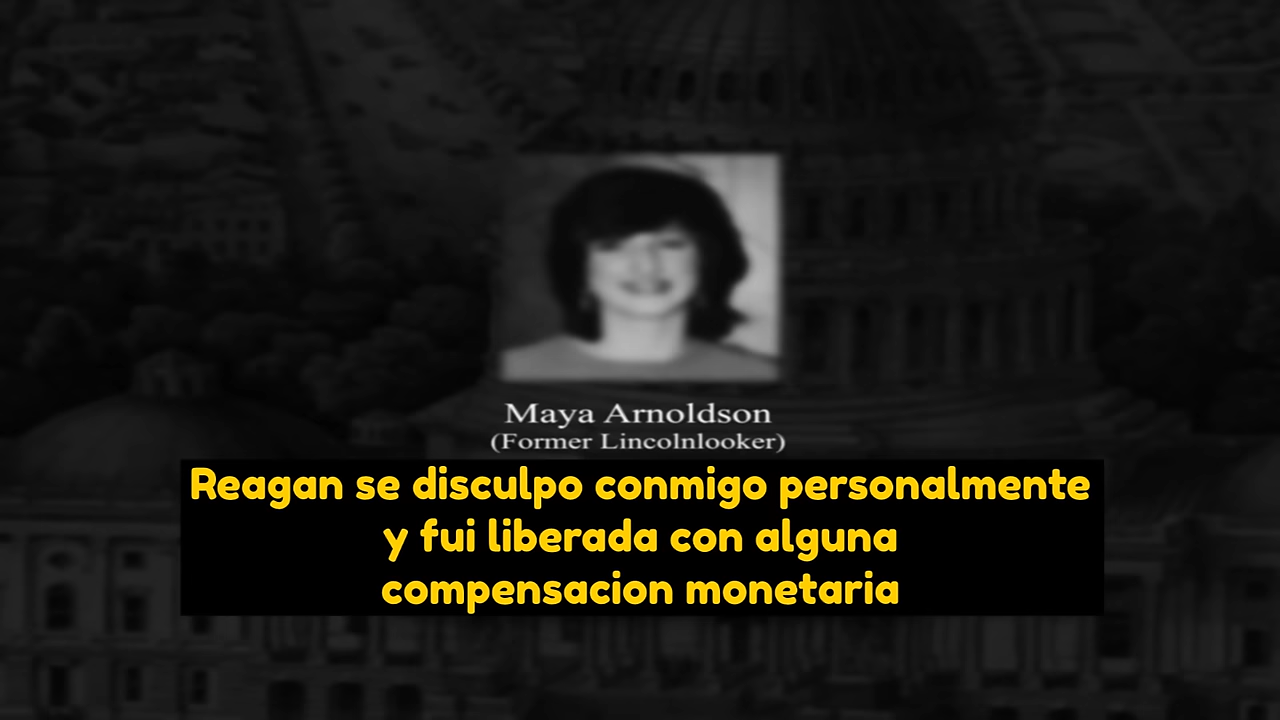 Maya Arnoldson
(Former Lincolnlooker)
Reagan se disculpo conmigo personalmente
y fui liberada con alguna
compensacion monetaria